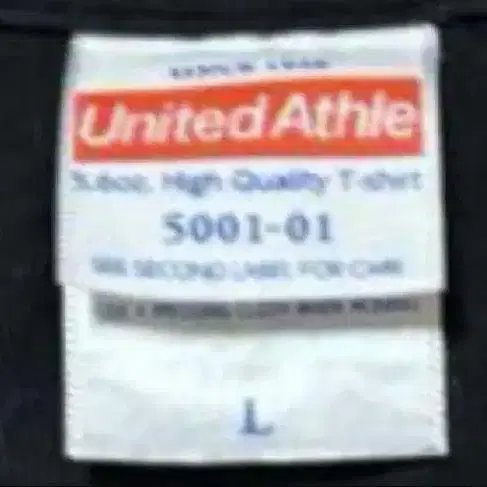 United Athle
5.6oz. High Quality T-shirt
5001-01
SEE SECOND LABEL FOR CARE
L